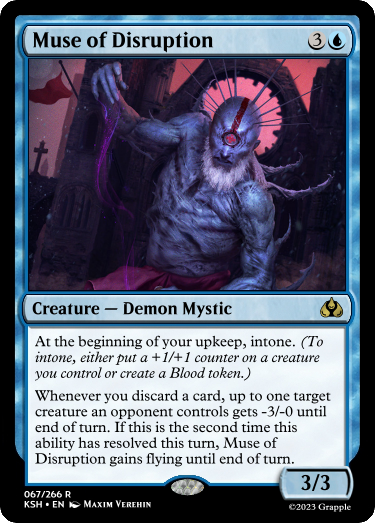 Muse of Disruption 3
Creature — Demon Mystic
At the beginning of your upkeep, intone. (To
intone, either put a +1/+1 counter on a creature
you control or create a Blood token.)
Whenever you discard a card, up to one target
creature an opponent controls gets -3/-0 until
end of turn. If this is the second time this
ability has resolved this turn, Muse of
Disruption gains flying until end of turn.
3/3
067/266 R
KSH • EN Maxim Verehin
©2023 Grapple